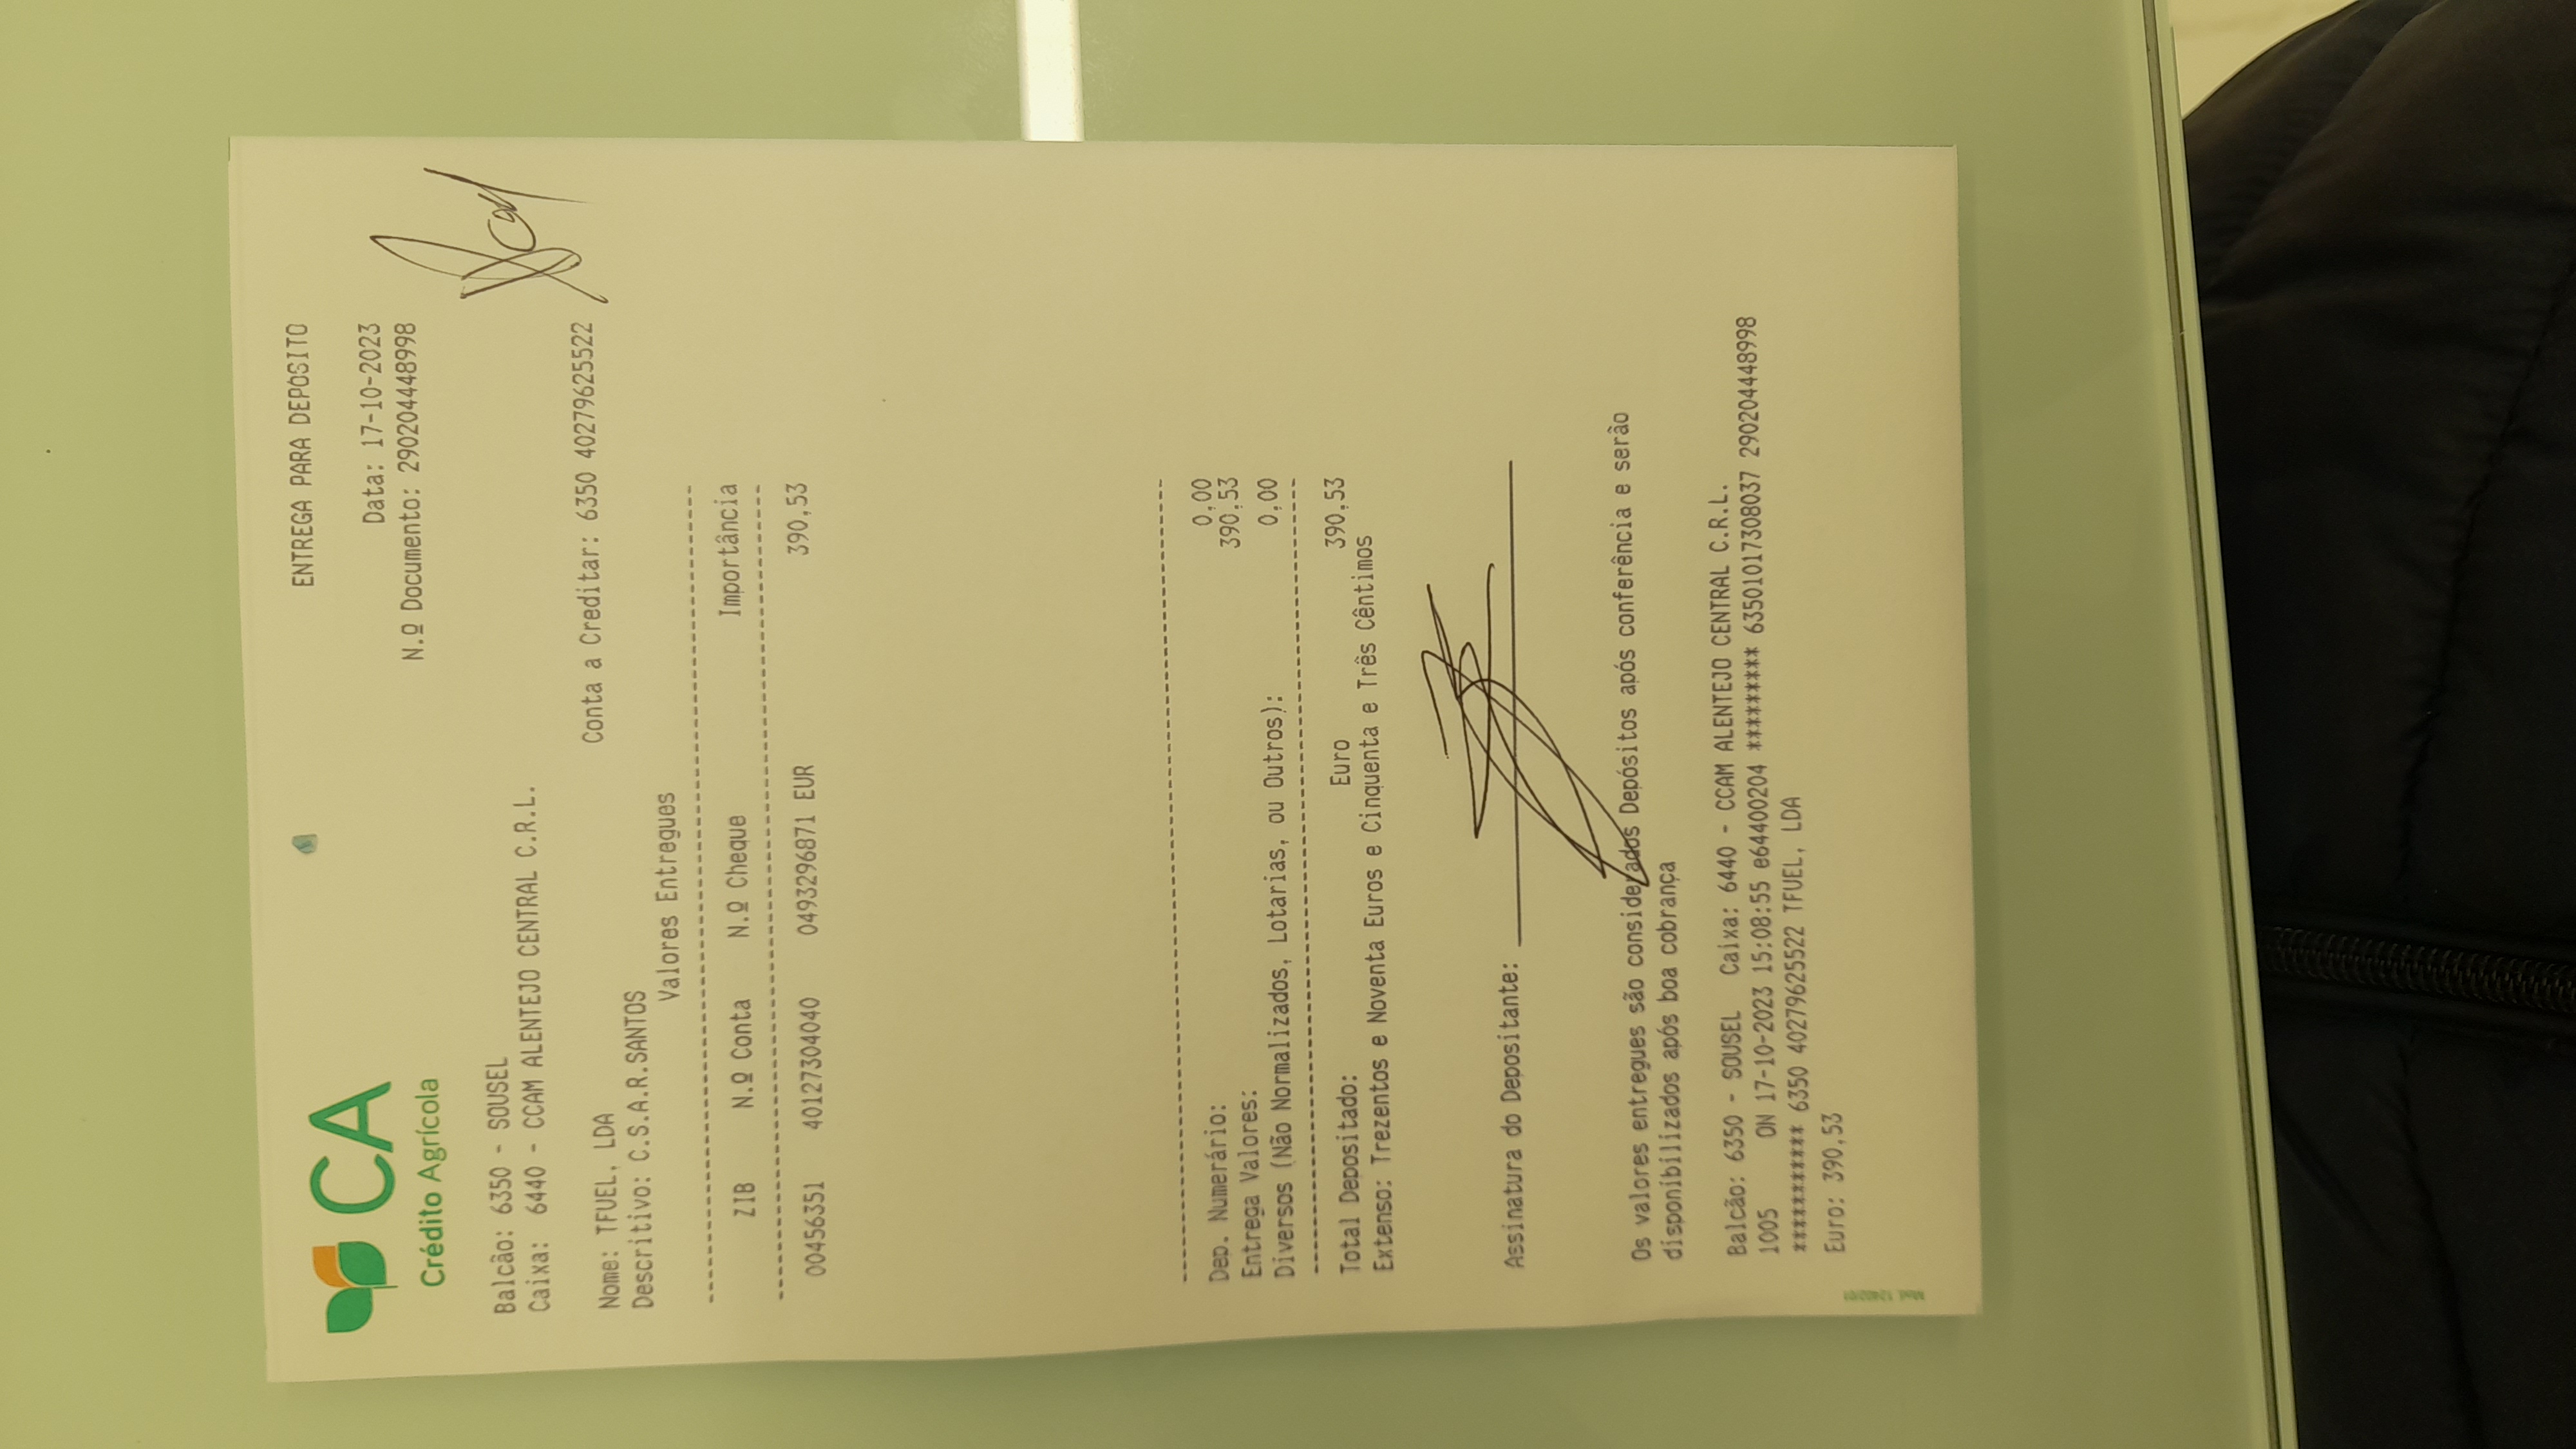 CA
Crédito Agrícola
ENTREGA PARA DEPÓSITO
Data: 17-10-2023
N.º Documento: 29020448998
Balcão: 6350 - SOUSEL
Caixa: 6440 - CCAM ALENTEJO CENTRAL C.R.L.
Conta a Creditar: 6350 40279625522
Nome: TFUEL, LDA
Descritivo: C.S.A.R.SANTOS
Valores Entregues
ZIB N.º Conta N.º Cheque Importância
00456351 40127304040 0493296871 EUR 390,53
Dep. Numerário: 0,00
Entrega Valores: 390,53
Diversos (Não Normalizados, Lotarias, ou Outros): 0,00
Total Depositado: Euro 390,53
Extenso: Trezentos e Noventa Euros e Cinquenta e Três Cêntimos
Assinatura do Depositante:
Os valores entregues são considerados Depósitos após conferência e serão
disponibilizados após boa cobrança
Balcão: 6350 - SOUSEL Caixa: 6440 - CCAM ALENTEJO CENTRAL C.R.L.
1005 ON 17-10-2023 15:08:55 e64400204 ********* 63501017308037 29020448998
*********** 6350 40279625522 TFUEL, LDA
Euro: 390,53